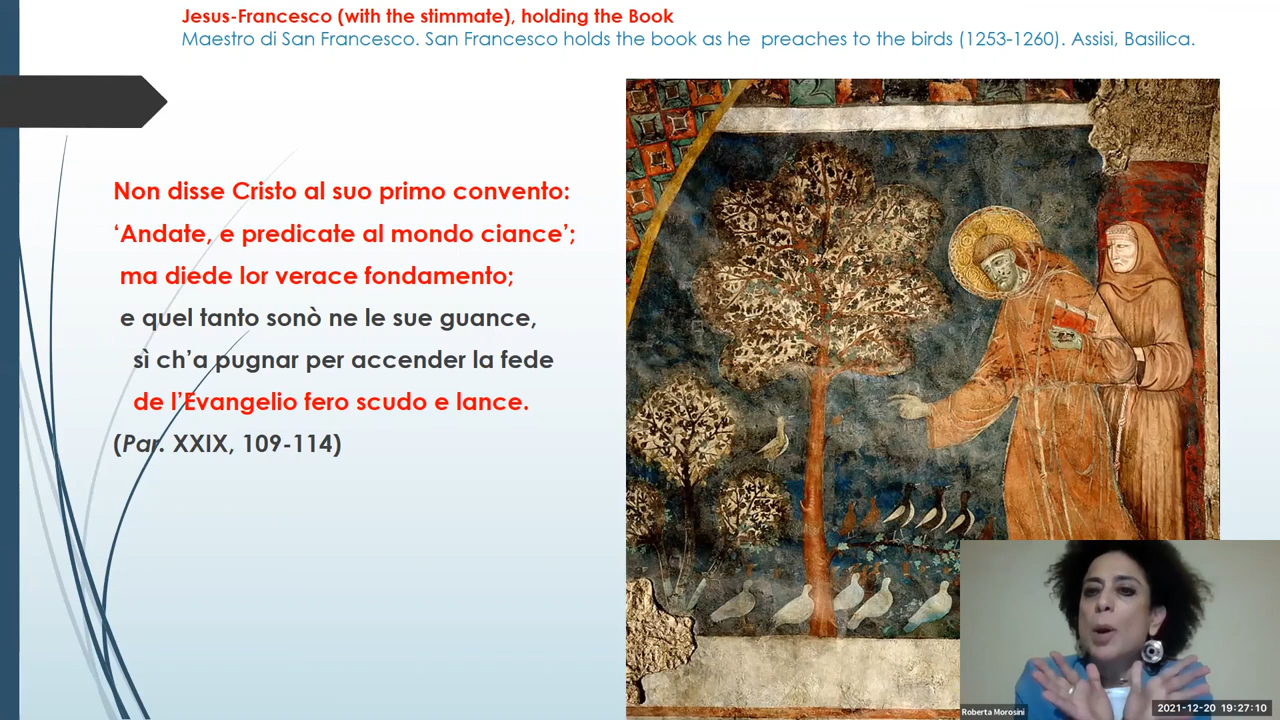 Jesus-Francesco (with the stimmate), holding the Book
Maestro di San Francesco. San Francesco holds the book as he preaches to the birds (1253-1260). Assisi, Basilica.
Non disse Cristo al suo primo convento:
‘Andate, e predicate al mondo ciance’;
ma diede lor verace fondamento;
e quel tanto sonò ne le sue guance,
sì ch’a pugnar per accender la fede
de l’Evangelio fero scudo e lance.
(Par. XXIX, 109-114)
Roberta Morosini
2021-12-20 19:27:10